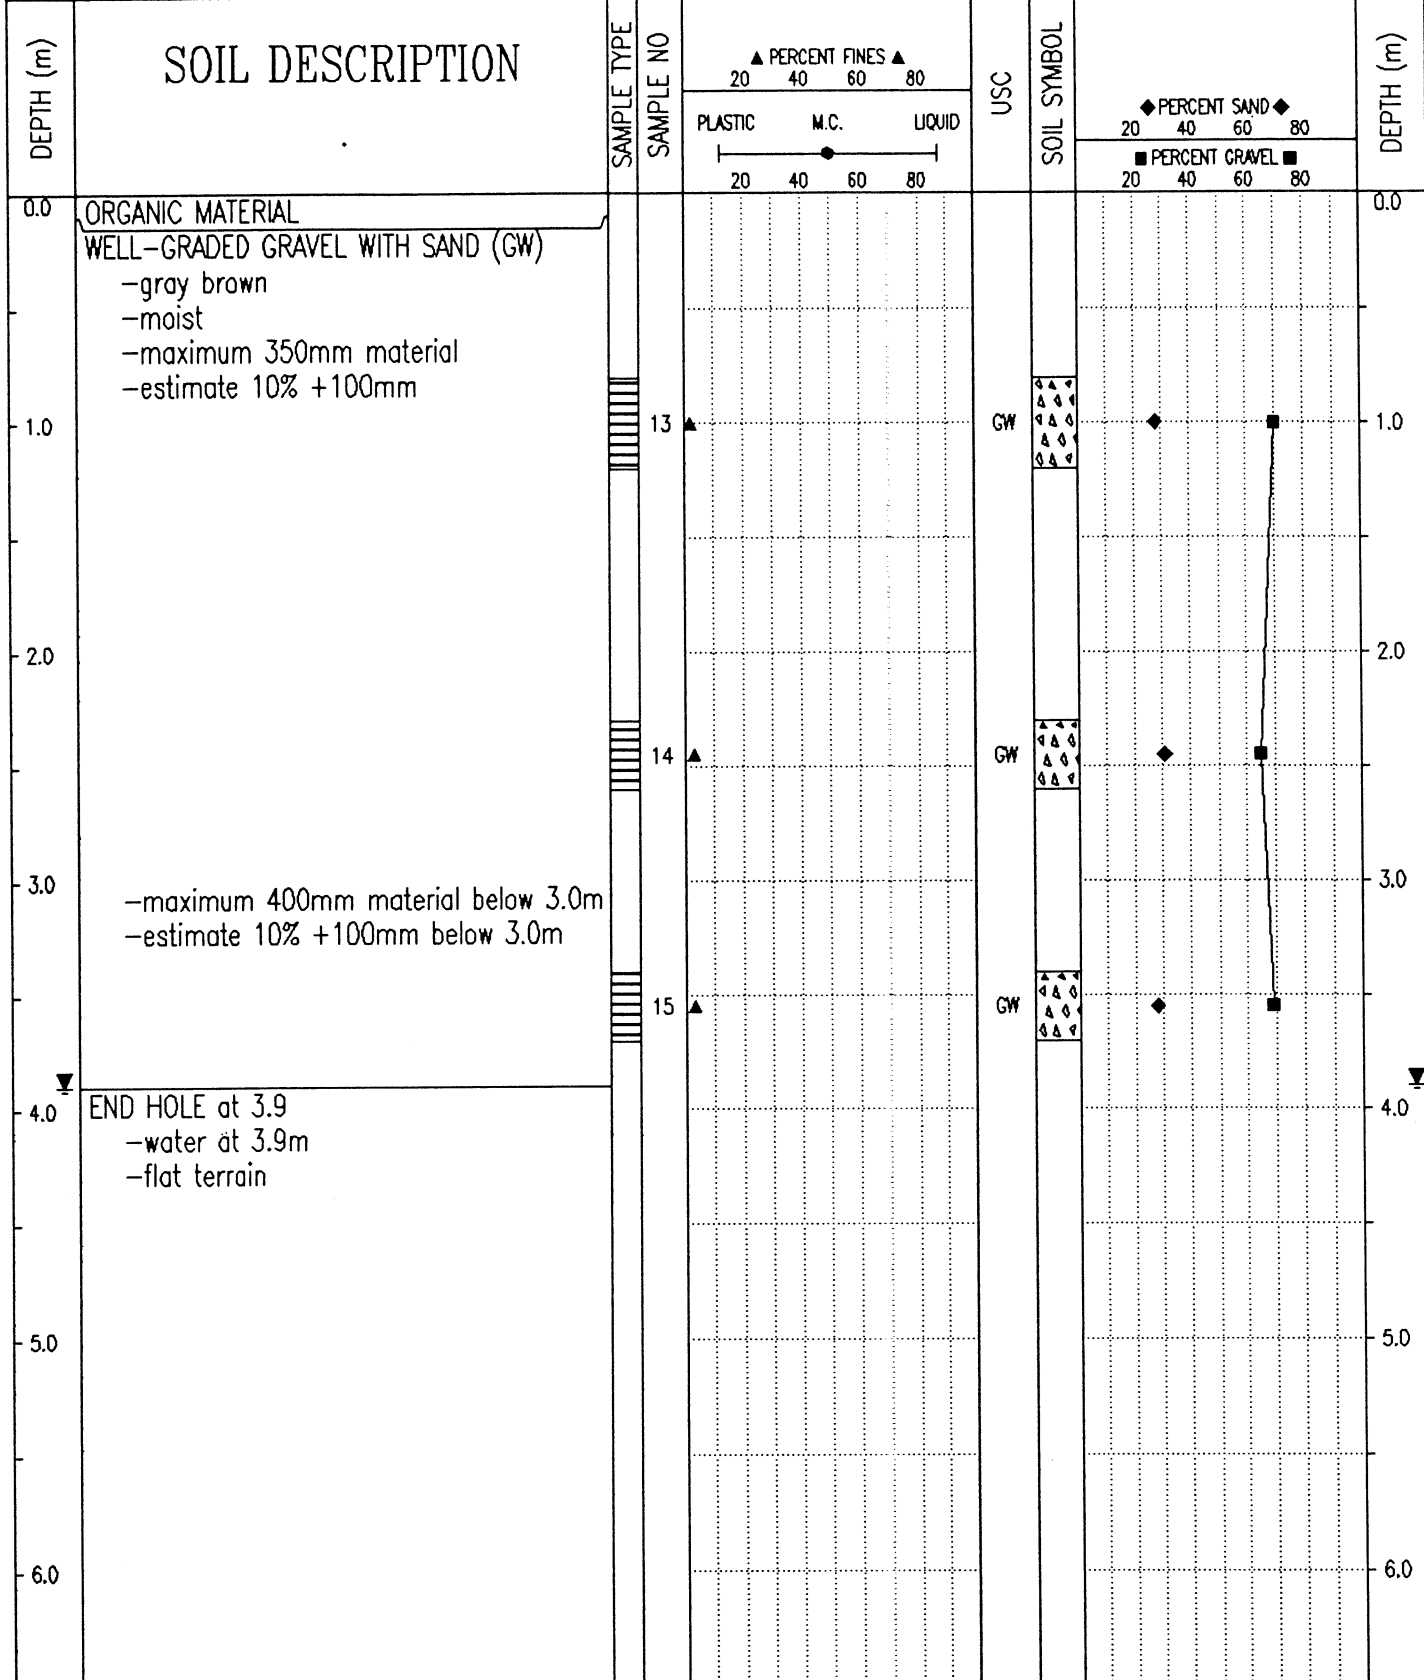 DEPTH (m)
SOIL DESCRIPTION
SAMPLE TYPE
SAMPLE NO
▲ PERCENT FINES ▲
20 40 60 80
PLASTIC M.C. LIQUID
20 40 60 80
USC
SOIL SYMBOL
◆ PERCENT SAND ◆
20 40 60 80
■ PERCENT GRAVEL ■
20 40 60 80
DEPTH (m)
0.0
ORGANIC MATERIAL
0.0
WELL-GRADED GRAVEL WITH SAND (GW)
-gray brown
-moist
-maximum 350mm material
-estimate 10% +100mm
1.0
13
GW
1.0
2.0
2.0
14
GW
3.0
3.0
-maximum 400mm material below 3.0m
-estimate 10% +100mm below 3.0m
15
GW
4.0
END HOLE at 3.9
4.0
-water at 3.9m
-flat terrain
5.0
5.0
6.0
6.0